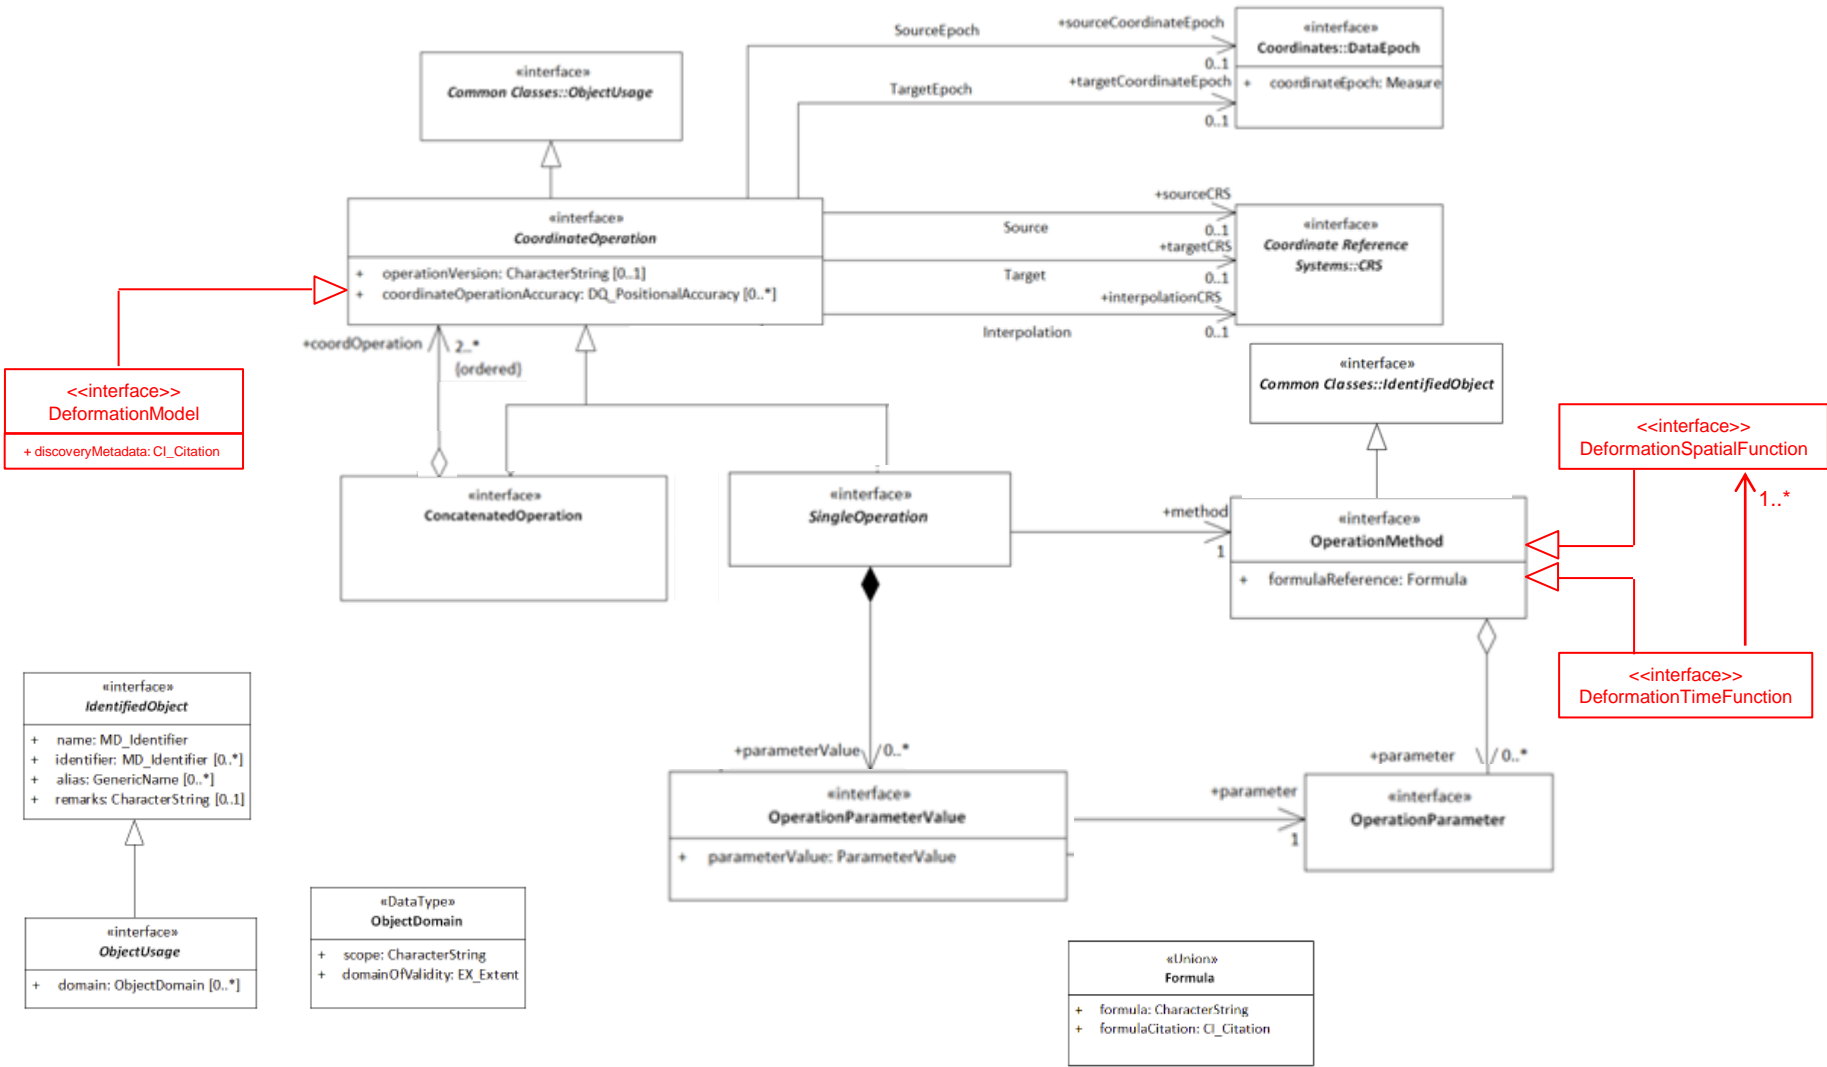 SourceEpoch
+sourceCoordinateEpoch
0..1
TargetEpoch
+targetCoordinateEpoch
0..1
«interface»
Coordinates::DataEpoch
+ coordinateEpoch: Measure
«interface»
Common Classes::ObjectUsage
«interface»
CoordinateOperation
+ operationVersion: CharacterString [0..1]
+ coordinateOperationAccuracy: DQ_PositionalAccuracy [0..*]
+sourceCRS
Source
0..1
+targetCRS
Target
0..1
+interpolationCRS
Interpolation
0..1
«interface»
Coordinate Reference
Systems::CRS
+coordOperation
2..*
{ordered}
<<interface>>
DeformationModel
+ discoveryMetadata: CI_Citation
«interface»
Common Classes::IdentifiedObject
<<interface>>
DeformationSpatialFunction
1..*
«interface»
ConcatenatedOperation
«interface»
SingleOperation
+method
1
«interface»
OperationMethod
+ formulaReference: Formula
<<interface>>
DeformationTimeFunction
«interface»
IdentifiedObject
+ name: MD_Identifier
+ identifier: MD_Identifier [0..*]
+ alias: GenericName [0..*]
+ remarks: CharacterString [0..1]
+parameterValue
0..*
+parameter
0..*
«interface»
OperationParameterValue
+ parameterValue: ParameterValue
+parameter
1
«interface»
OperationParameter
«interface»
ObjectUsage
+ domain: ObjectDomain [0..*]
«DataType»
ObjectDomain
+ scope: CharacterString
+ domainOfValidity: EX_Extent
«Union»
Formula
+ formula: CharacterString
+ formulaCitation: CI_Citation